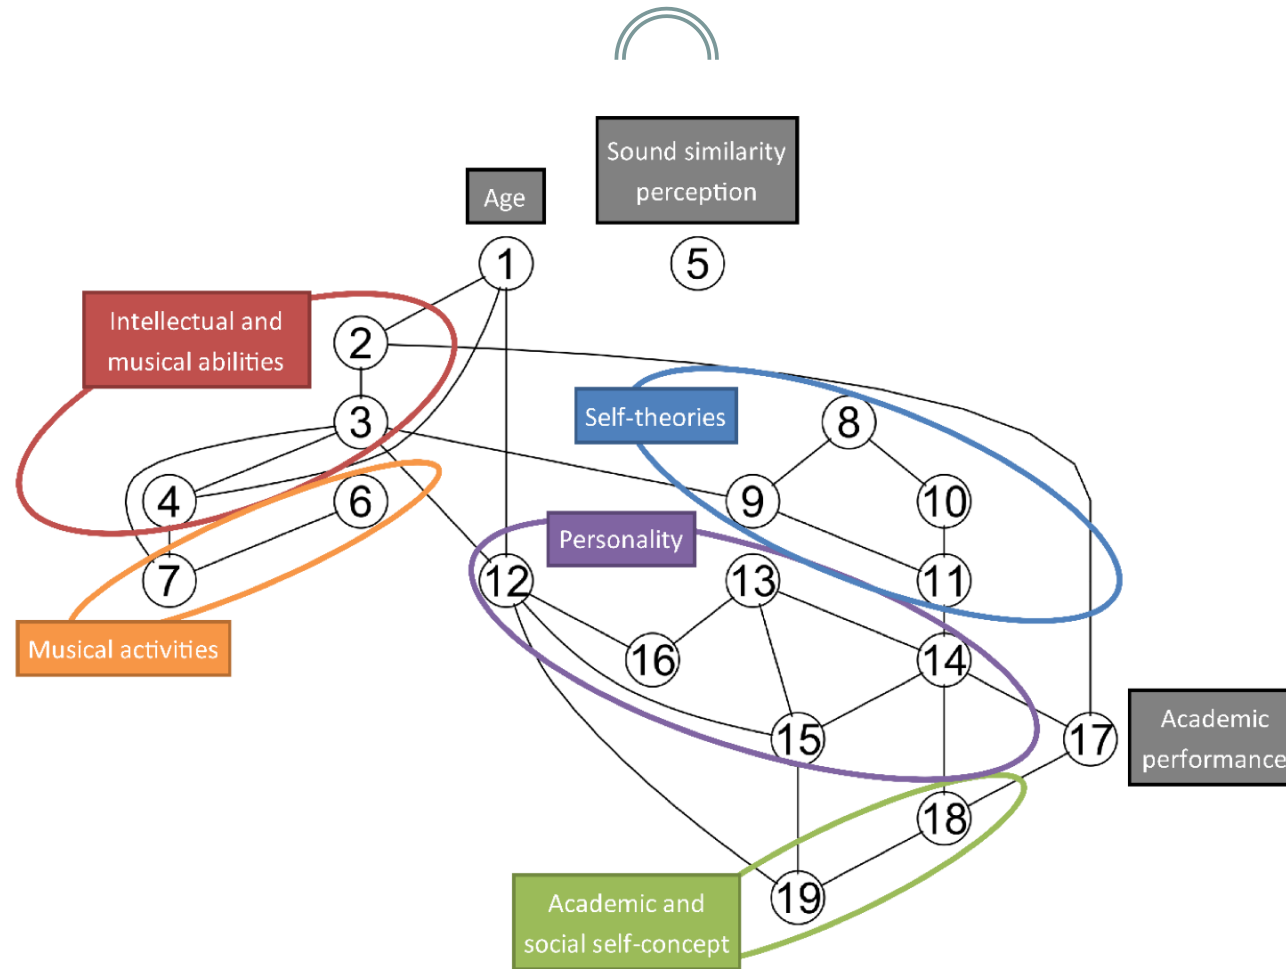 Sound similarity
perception
Age
1
5
Intellectual and
musical abilities
2
3
Self-theories
8
4
6
9
10
Personality
7
12
13
11
Musical activities
16
14
15
17
Academic
performance
18
19
Academic and
social self-concept